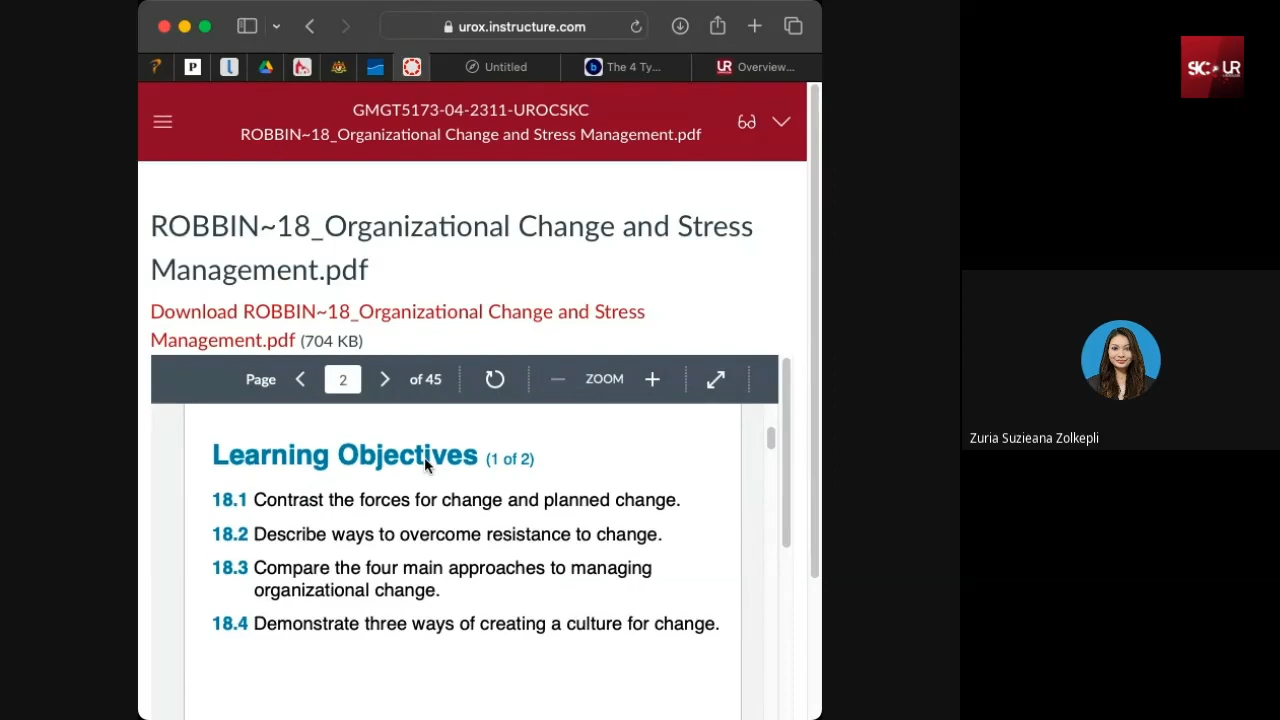 urox.instructure.com
P
Untitled
b
The 4 Ty...
UR
Overview...
GMGT5173-04-2311-UROCSKC
ROBBIN~18_Organizational Change and Stress Management.pdf
ROBBIN~18_Organizational Change and Stress
Management.pdf
Download ROBBIN~18_Organizational Change and Stress
Management.pdf (704 KB)
Page 2 of 45 ZOOM
Learning Objectives (1 of 2)
18.1 Contrast the forces for change and planned change.
18.2 Describe ways to overcome resistance to change.
18.3 Compare the four main approaches to managing
organizational change.
18.4 Demonstrate three ways of creating a culture for change.
UR
Zuria Suzieana Zolkepli